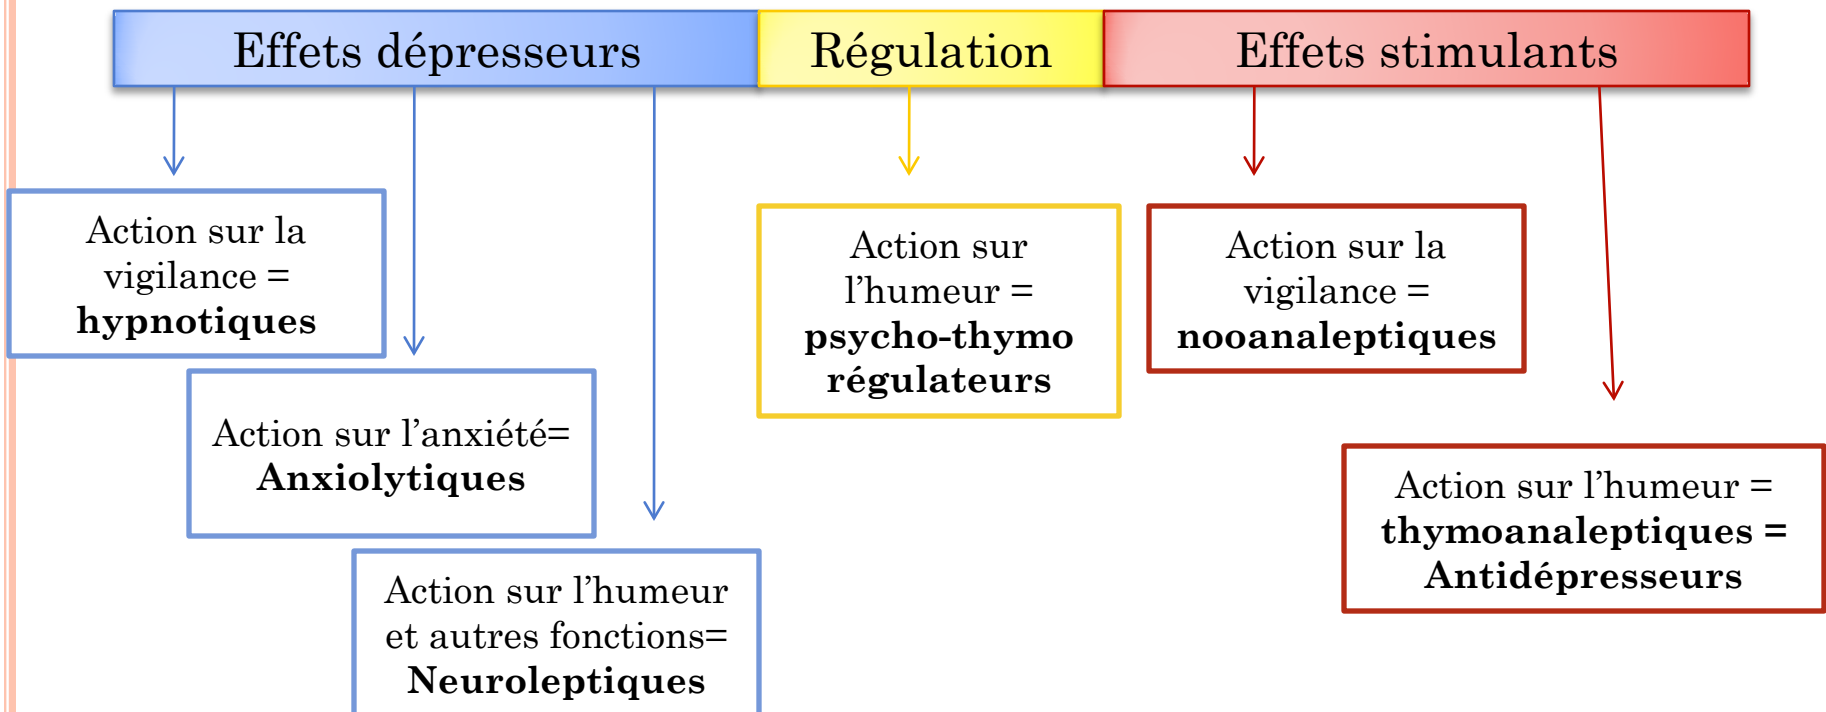 Effets dépresseurs
Régulation
Effets stimulants
Action sur la
vigilance =
hypnotiques
Action sur l’anxiété=
Anxiolytiques
Action sur l’humeur
et autres fonctions=
Neuroleptiques
Action sur
l’humeur =
psycho-thymo
régulateurs
Action sur la
vigilance =
nooanaleptiques
Action sur l’humeur =
thymoanaleptiques =
Antidépresseurs